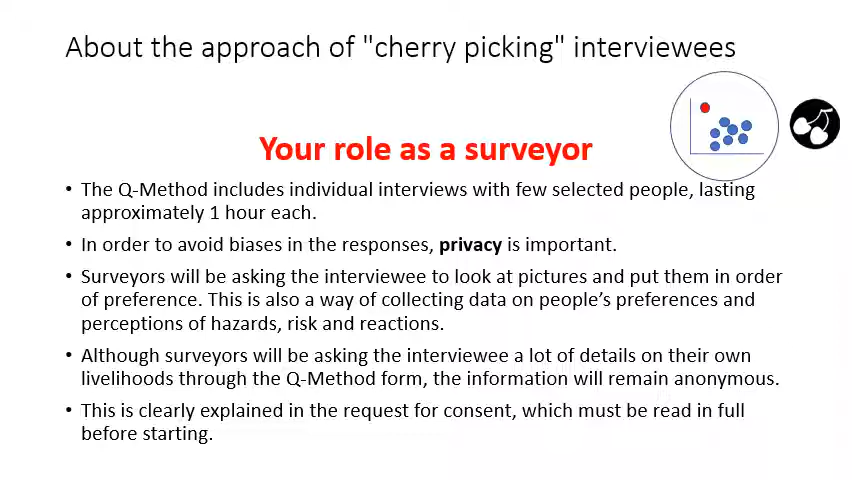 About the approach of "cherry picking" interviewees
Your role as a surveyor
• The Q-Method includes individual interviews with few selected people, lasting
approximately 1 hour each.
• In order to avoid biases in the responses, privacy is important.
• Surveyors will be asking the interviewee to look at pictures and put them in order
of preference. This is also a way of collecting data on people’s preferences and
perceptions of hazards, risk and reactions.
• Although surveyors will be asking the interviewee a lot of details on their own
livelihoods through the Q-Method form, the information will remain anonymous.
• This is clearly explained in the request for consent, which must be read in full
before starting.